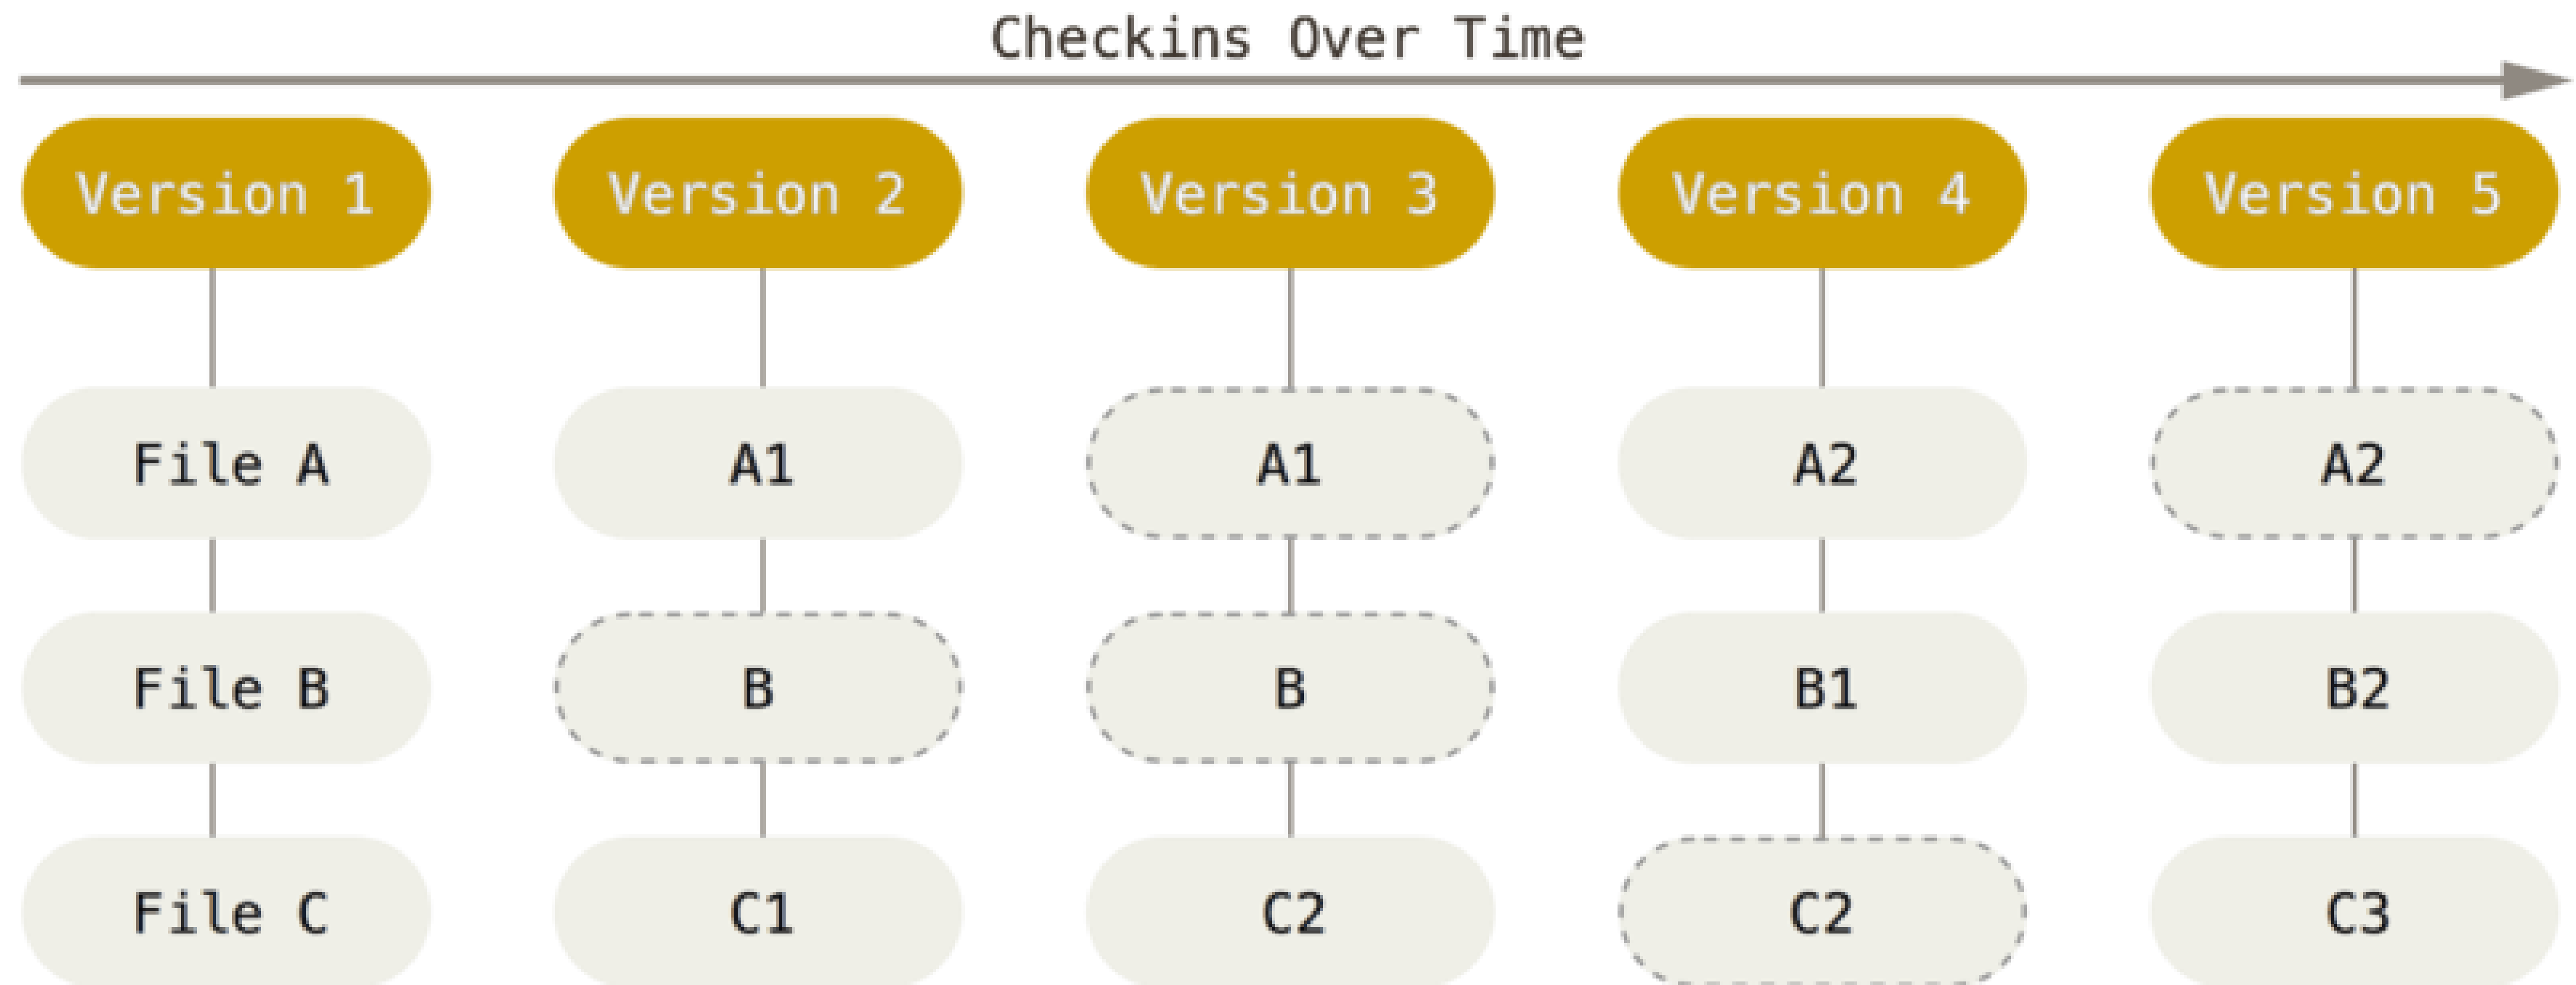 Checkins Over Time
Version 1 Version 2 Version 3 Version 4 Version 5
File A A1 A1 A2 A2
File B B B B1 B2
File C C1 C2 C2 C3